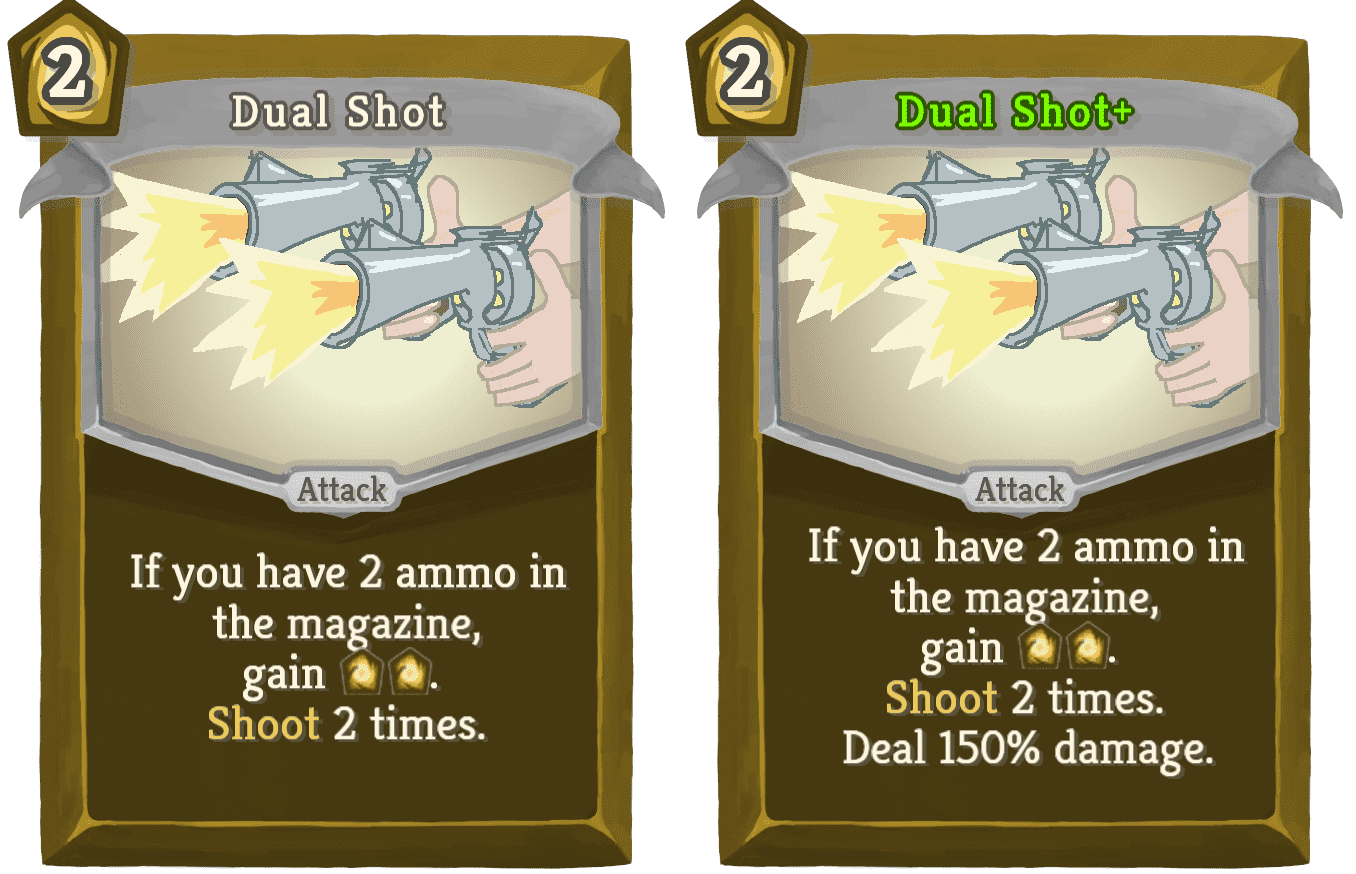 2
Dual Shot
Attack
If you have 2 ammo in
the magazine,
gain .
Shoot 2 times.
2
Dual Shot+
Attack
If you have 2 ammo in
the magazine,
gain .
Shoot 2 times.
Deal 150% damage.